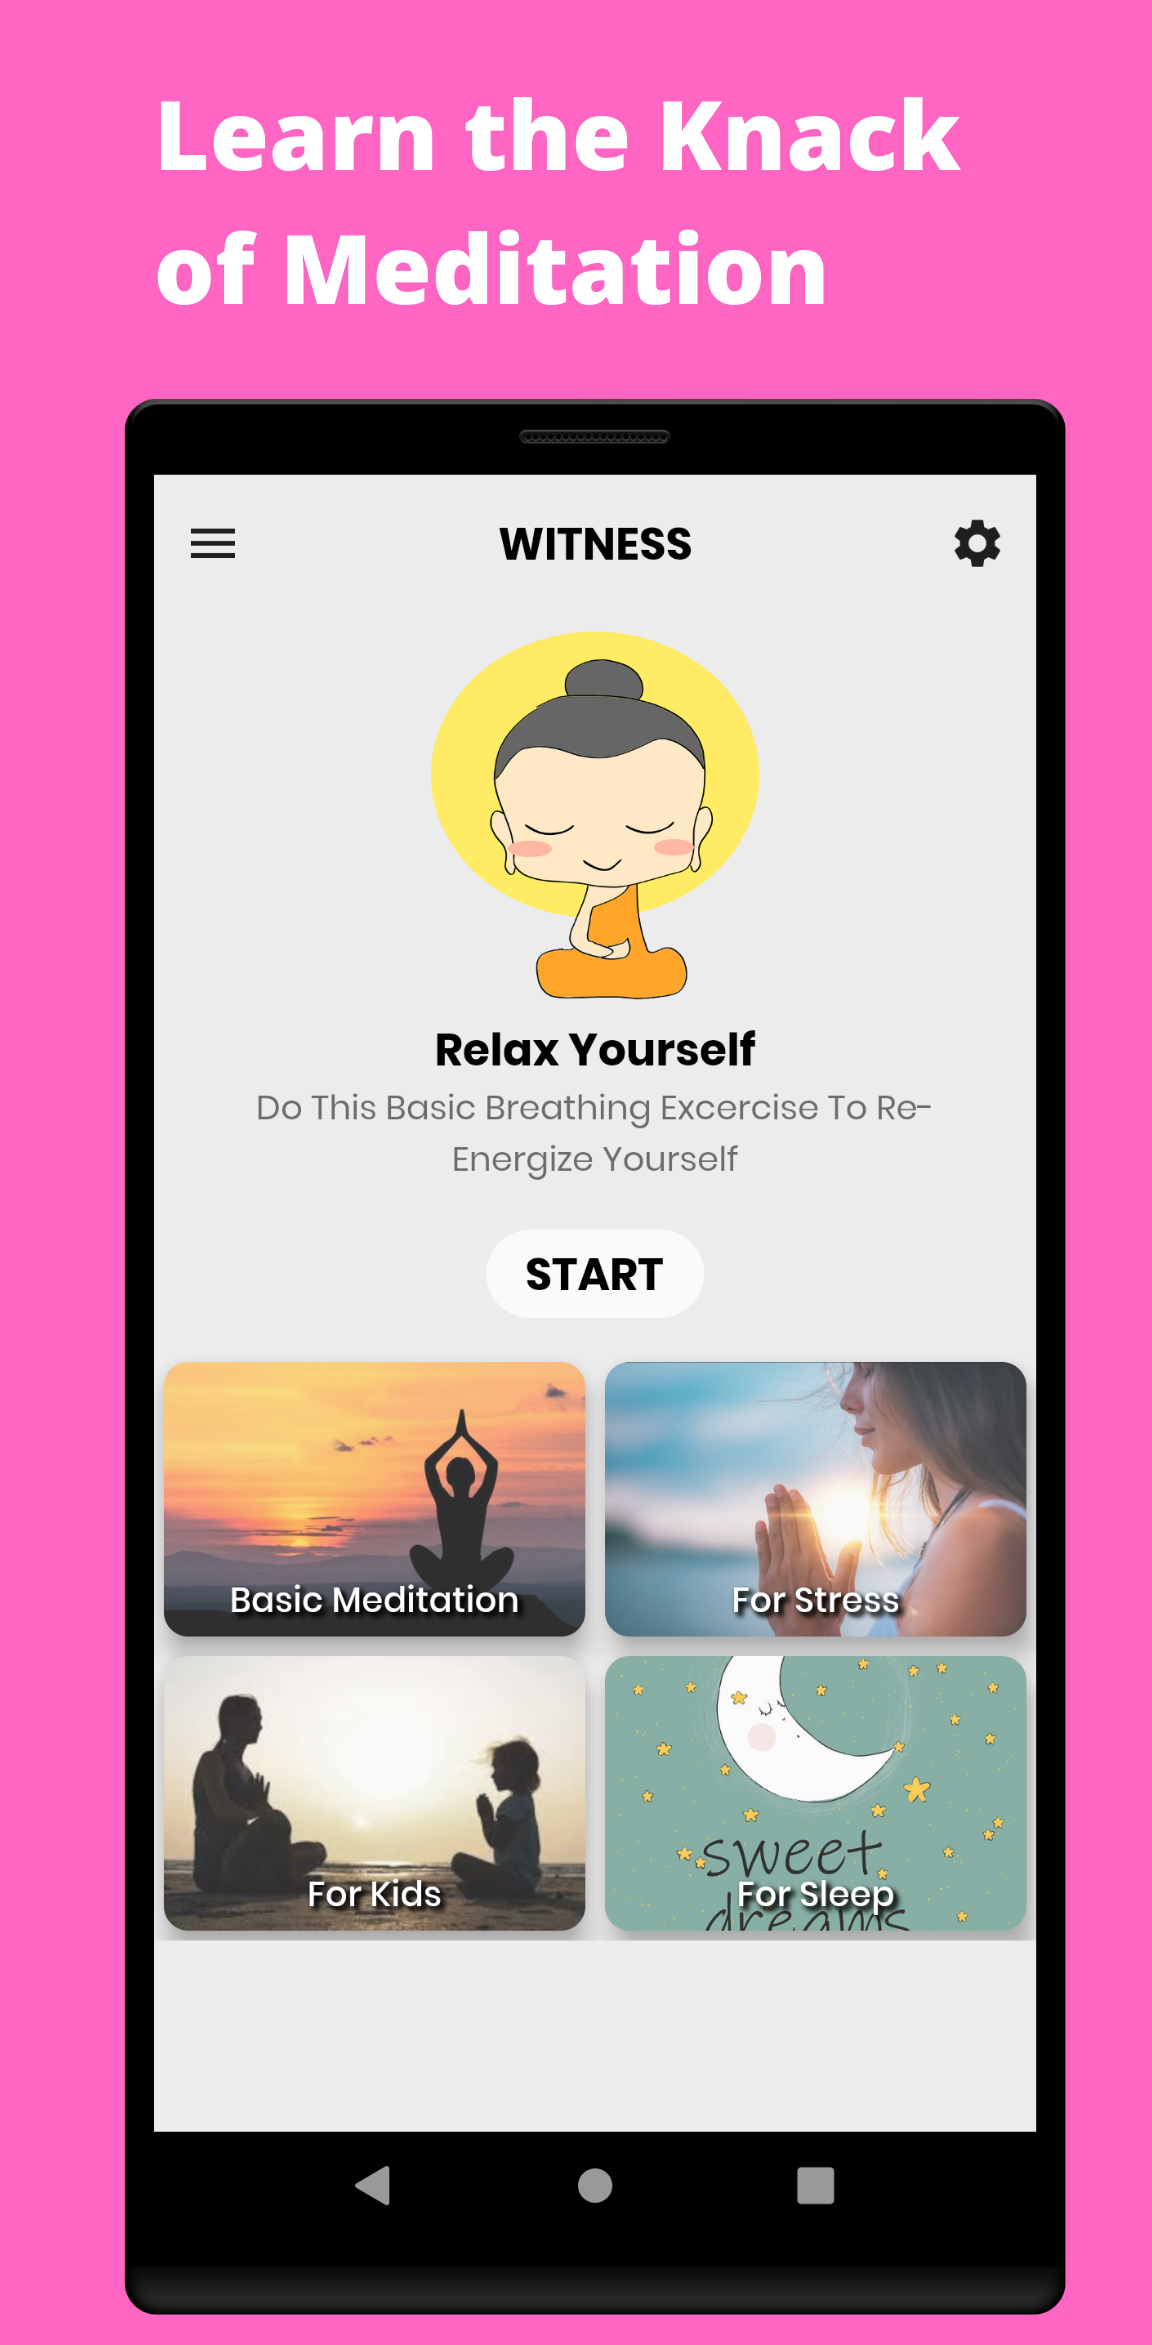 Learn the Knack
of Meditation
WITNESS
Relax Yourself
Do This Basic Breathing Excercise To Re-
Energize Yourself
START
Basic Meditation
For Stress
For Kids
sweet
For Sleep
dreams